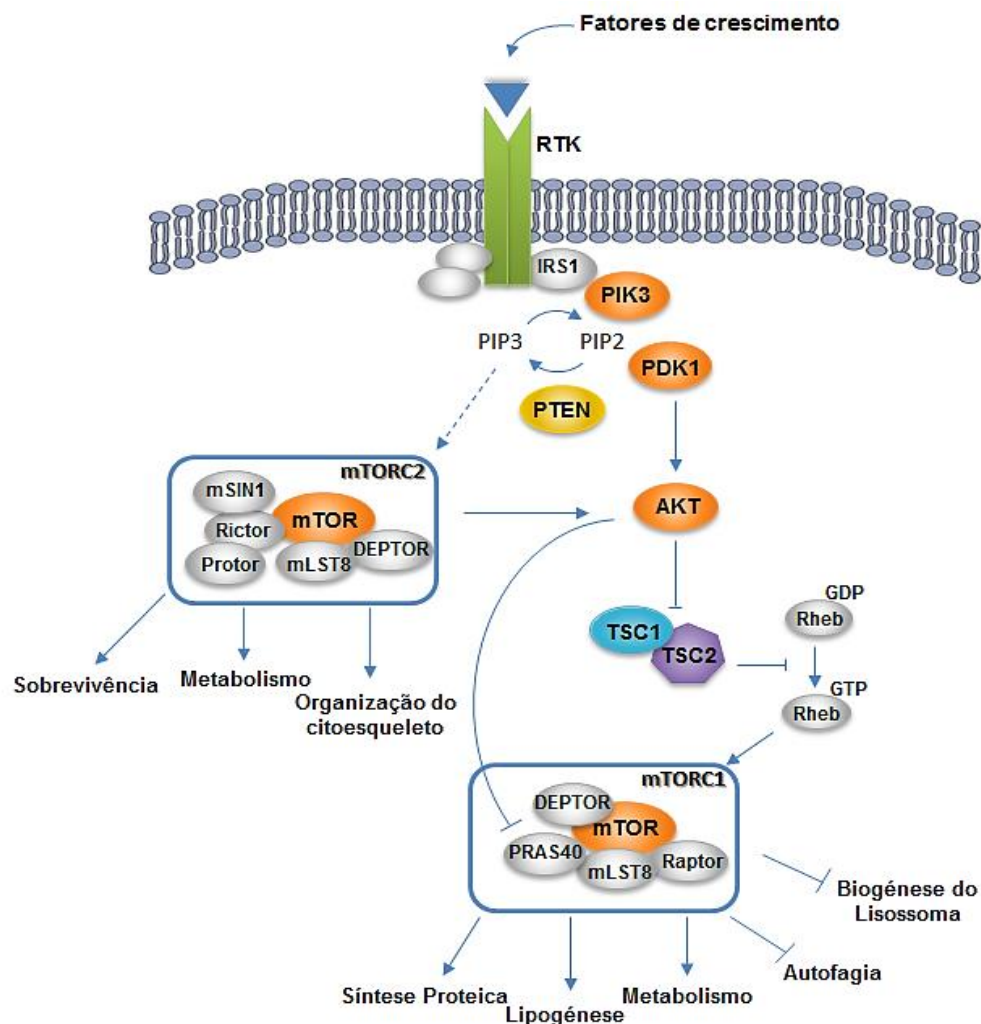 Fatores de crescimento
RTK
IRS1
PIK3
PIP3
PIP2
PDK1
PTEN
mTORC2
mSIN1
mTOR
Rictor
DEPTOR
Protor
mLST8
AKT
TSC1
TSC2
GDP
Rheb
GTP
Rheb
Sobrevivência
Metabolismo
Organização do
citoesqueleto
mTORC1
DEPTOR
mTOR
PRAS40
mLST8
Raptor
Biogénese do
Lisossoma
Autofagia
Síntese Proteica
Lipogénese
Metabolismo